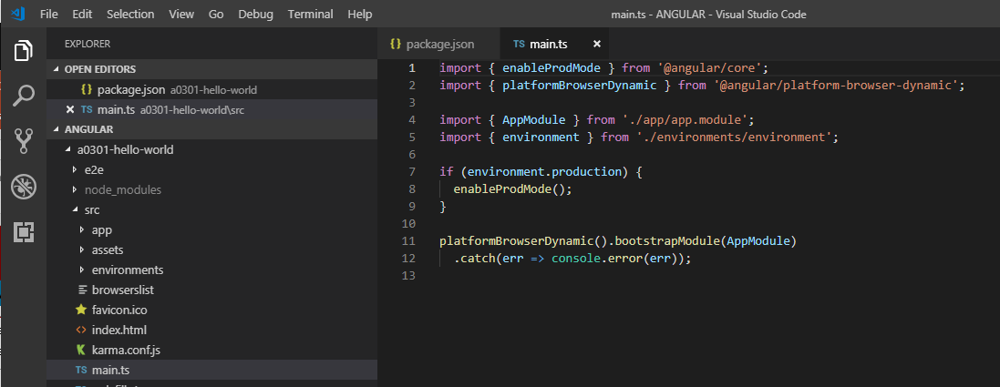 File Edit Selection View Go Debug Terminal Help main.ts - ANGULAR - Visual Studio Code
EXPLORER
OPEN EDITORS
{} package.json a0301-hello-world
TS main.ts a0301-hello-world\src
ANGULAR
a0301-hello-world
e2e
node_modules
src
app
assets
environments
browserslist
favicon.ico
<> index.html
karma.conf.js
TS main.ts
{} package.json TS main.ts
1 import { enableProdMode } from '@angular/core';
2 import { platformBrowserDynamic } from '@angular/platform-browser-dynamic';
3
4 import { AppModule } from './app/app.module';
5 import { environment } from './environments/environment';
6
7 if (environment.production) {
8 enableProdMode();
9 }
10
11 platformBrowserDynamic().bootstrapModule(AppModule)
12 .catch(err => console.error(err));
13